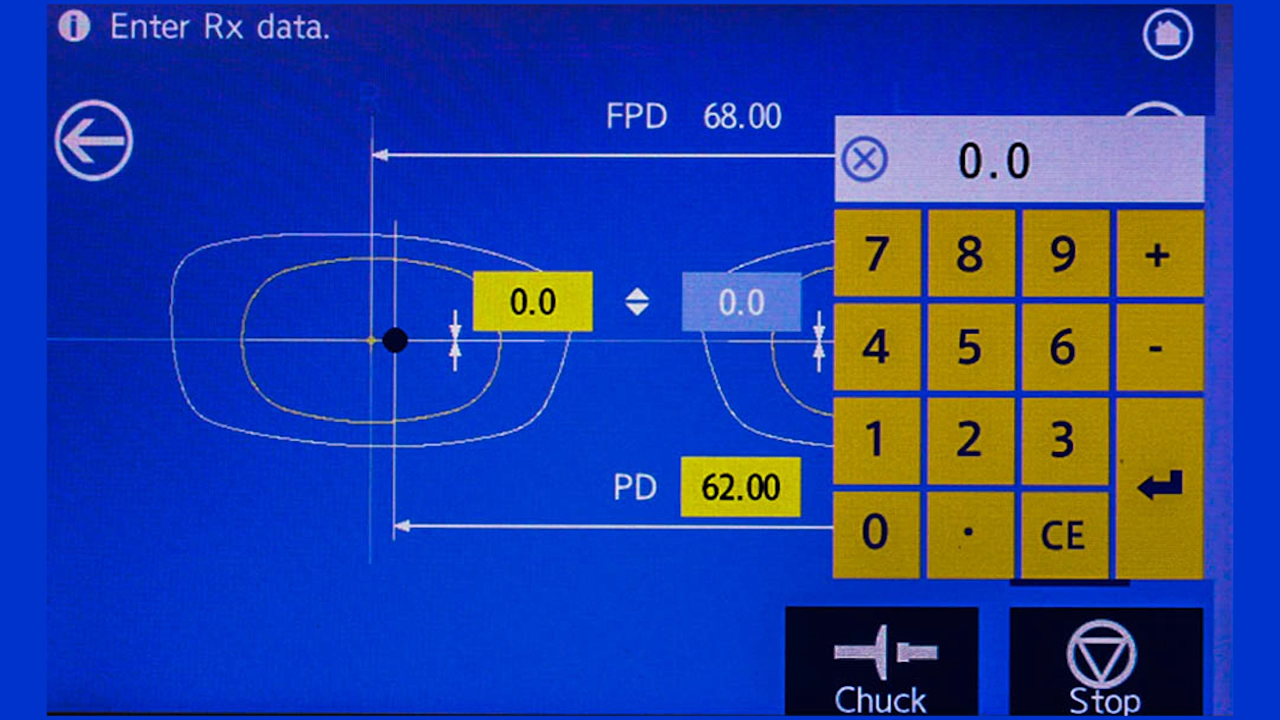 Enter Rx data.
R
FPD 68.00
0.0
7 8 9 +
0.0 0.0
4 5 6 -
1 2 3
PD 62.00
0 . CE
Chuck
Stop